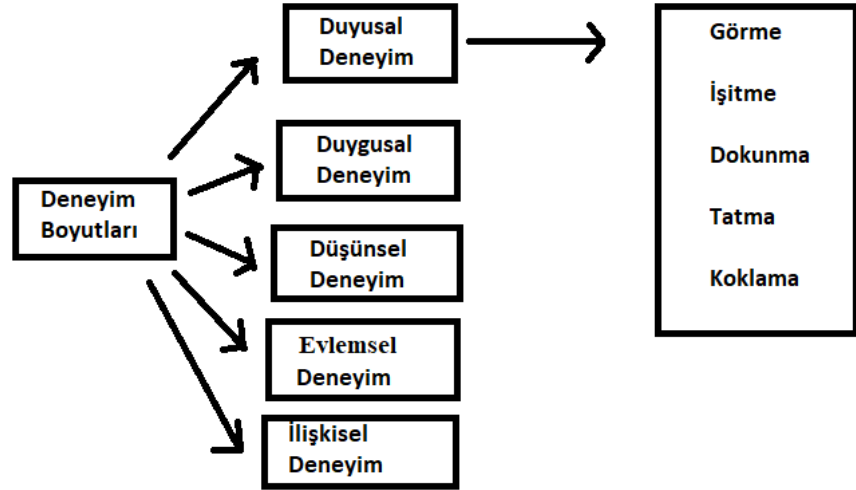 Deneyim
Boyutları
Duyusal
Deneyim
Duygusal
Deneyim
Düşünsel
Deneyim
Evlemsel
Deneyim
İlişkisel
Deneyim
Görme
İşitme
Dokunma
Tatma
Koklama